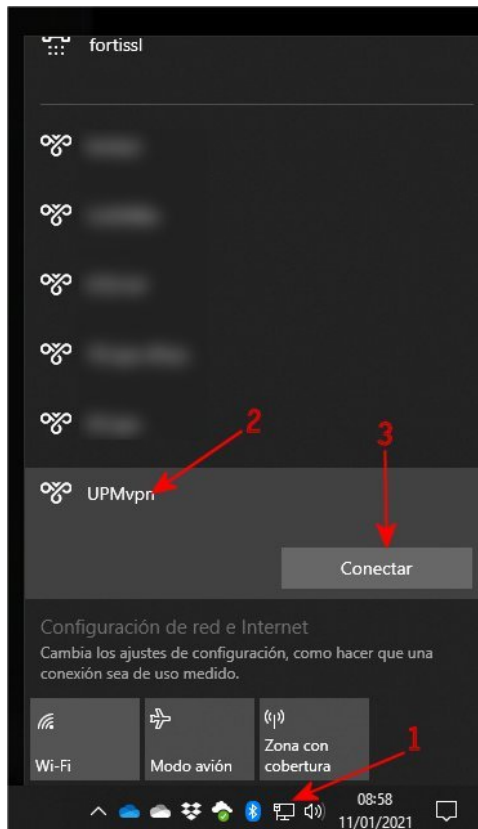 fortissl
2
3
UPMvpn
Conectar
Configuración de red e Internet
Cambia los ajustes de configuración, como hacer que una
conexión sea de uso medido.
1
Wi-Fi
Modo avión
Zona con
cobertura
08:58
11/01/2021